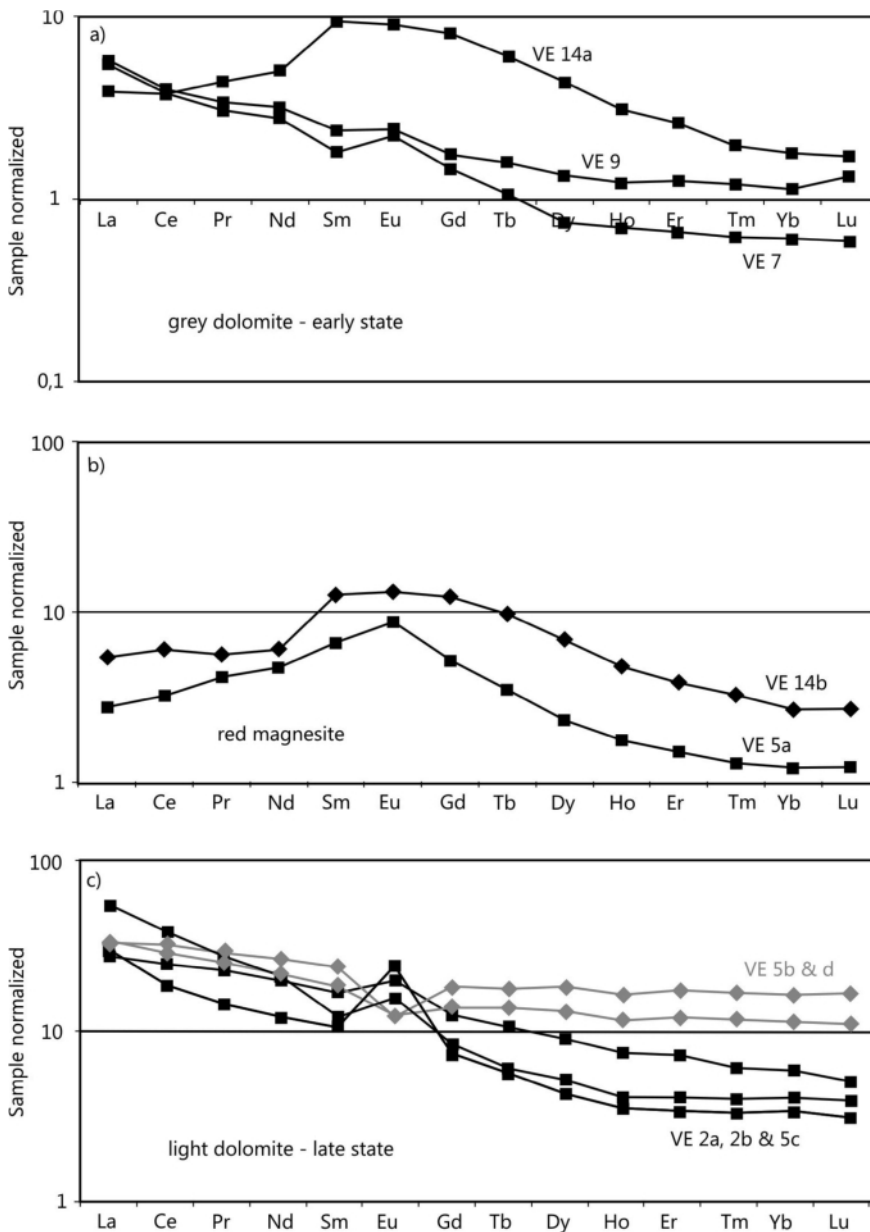 10
a)
VE 14a
VE 9
1
La Ce Pr Nd Sm Eu Gd Tb Dy Ho Er Tm Yb Lu
VE 7
Sample normalized
grey dolomite - early state
0,1
100
b)
Sample normalized
10
VE 14b
red magnesite
VE 5a
1
La Ce Pr Nd Sm Eu Gd Tb Dy Ho Er Tm Yb Lu
100
c)
Sample normalized
VE 5b & d
10
VE 2a, 2b & 5c
light dolomite - late state
1
La Ce Pr Nd Sm Eu Gd Tb Dy Ho Er Tm Yb Lu